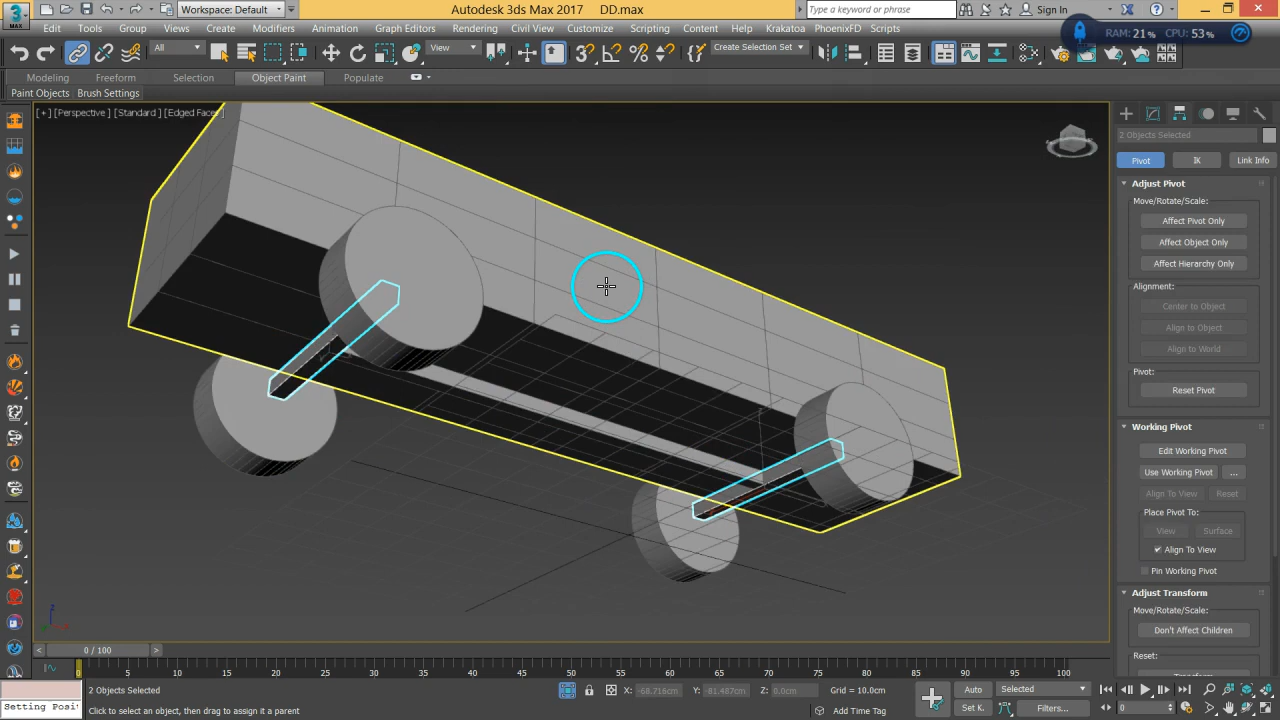 3
MAX
Workspace: Default
Autodesk 3ds Max 2017 DD.max
Type a keyword or phrase
Sign In
Edit Tools Group Views Create Modifiers Animation Graph Editors Rendering Civil View Customize Scripting Content Help Krakatoa PhoenixFD Scripts
RAM: 21% CPU: 53%
All
View
Create Selection Set
Modeling Freeform Selection Object Paint Populate
Paint Objects Brush Settings
[ + ] [Perspective ] [Standard ] [Edged Faces ]
2 Objects Selected
Pivot IK Link Info
Adjust Pivot
Move/Rotate/Scale:
Affect Pivot Only
Affect Object Only
Affect Hierarchy Only
Alignment:
Center to Object
Align to Object
Align to World
Pivot:
Reset Pivot
Working Pivot
Edit Working Pivot
Use Working Pivot ...
Align To View Reset
Place Pivot To:
View Surface
Align To View
Pin Working Pivot
Adjust Transform
Move/Rotate/Scale:
Don't Affect Children
Reset:
Transform
< 0 / 100 >
0 5 10 15 20 25 30 35 40 45 50 55 60 65 70 75 80 85 90 95 100
2 Objects Selected
X: -68.716cm Y: -81.487cm Z: 0.0cm Grid = 10.0cm
Auto Selected
Setting Posi
Click to select an object, then drag to assign it a parent
Add Time Tag
Set K. Filters...
0